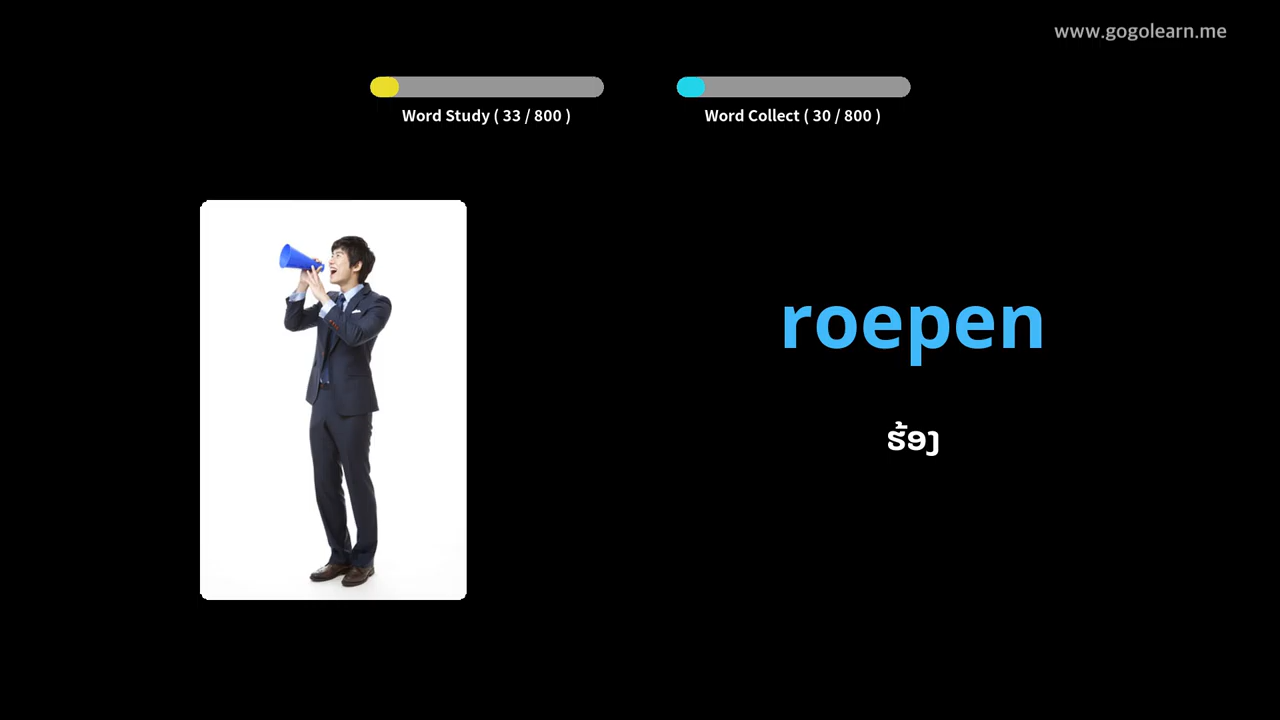 www.gogolearn.me
Word Study ( 33 / 800 )
Word Collect ( 30 / 800 )
roepen
ຮ້ອງ